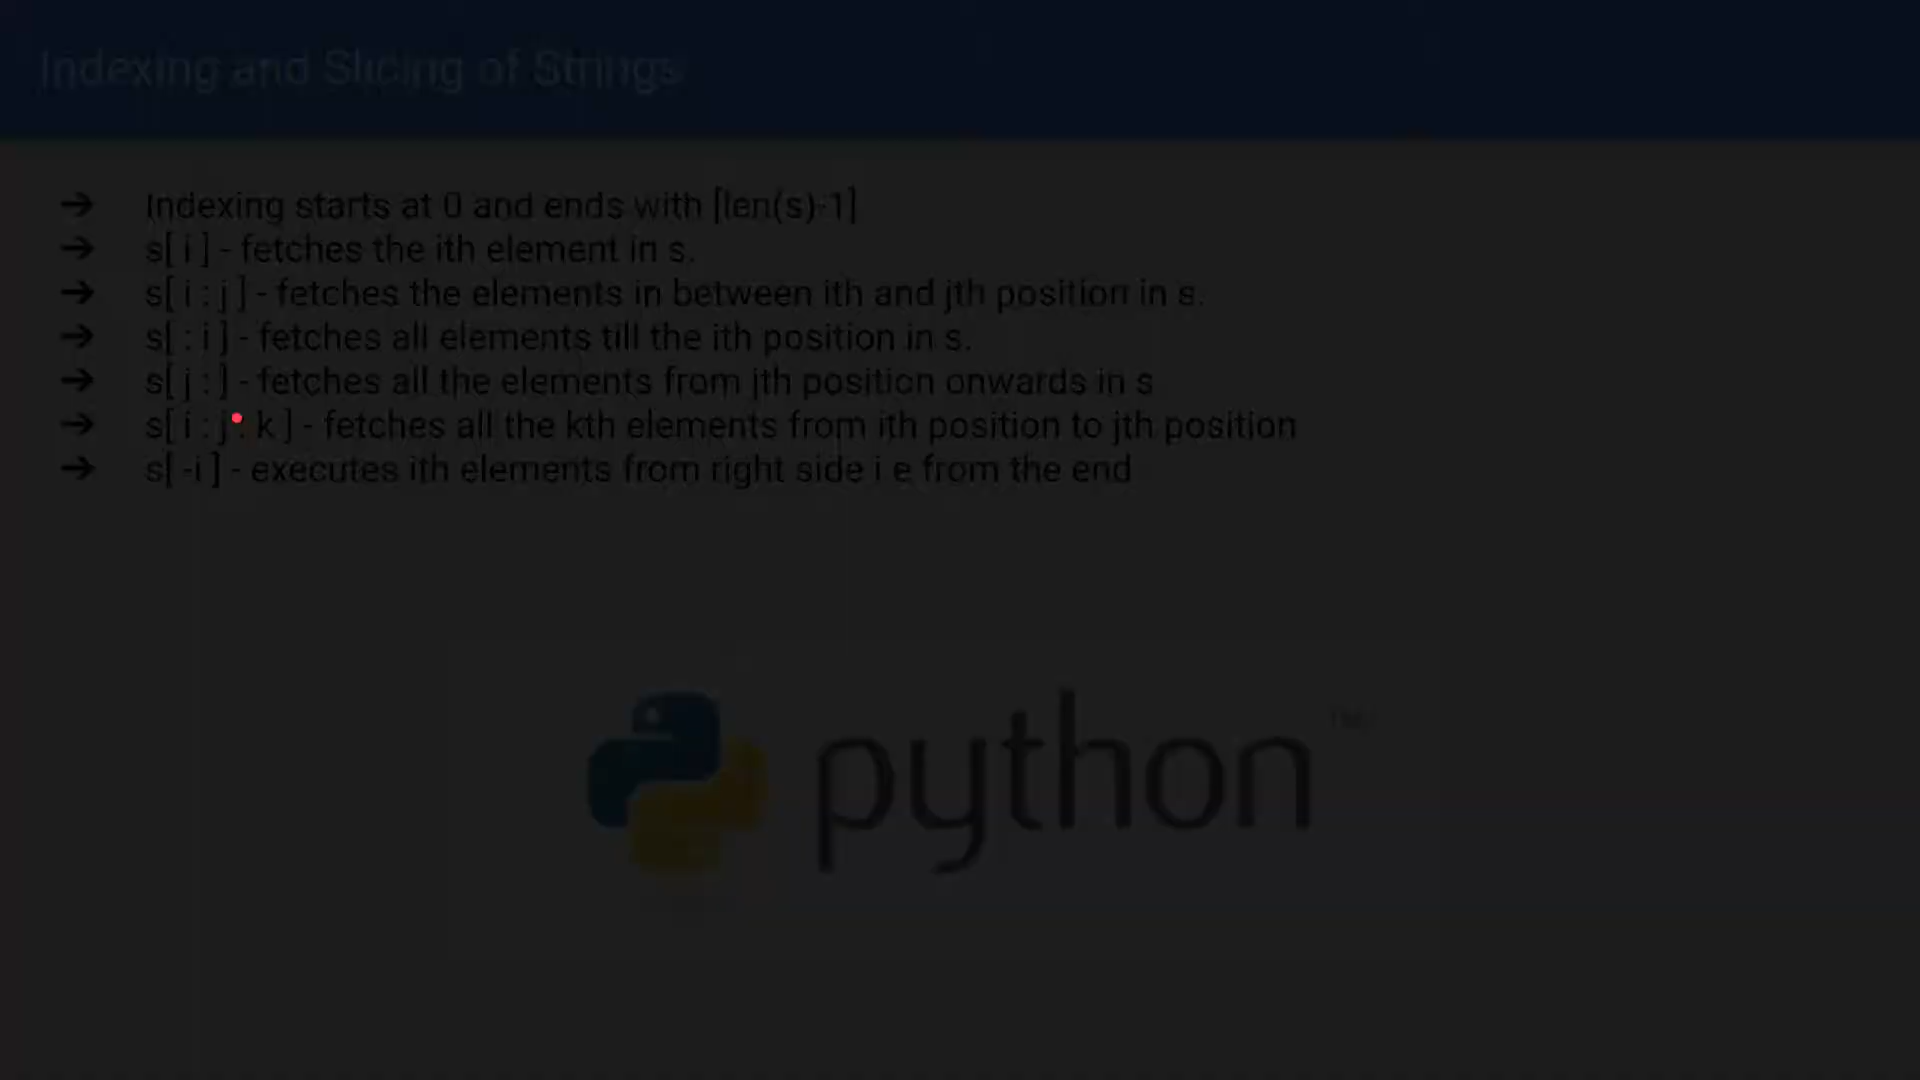 Indexing and Slicing of Strings
➔ Indexing starts at 0 and ends with [len(s)-1]
➔ s[ i ] - fetches the ith element in s.
➔ s[ i : j ] - fetches the elements in between ith and jth position in s.
➔ s[ : i ] - fetches all elements till the ith position in s.
➔ s[ j : ] - fetches all the elements from jth position onwards in s
➔ s[ i : j : k ] - fetches all the kth elements from ith position to jth position
➔ s[ -i ] - executes ith elements from right side i e from the end
python™